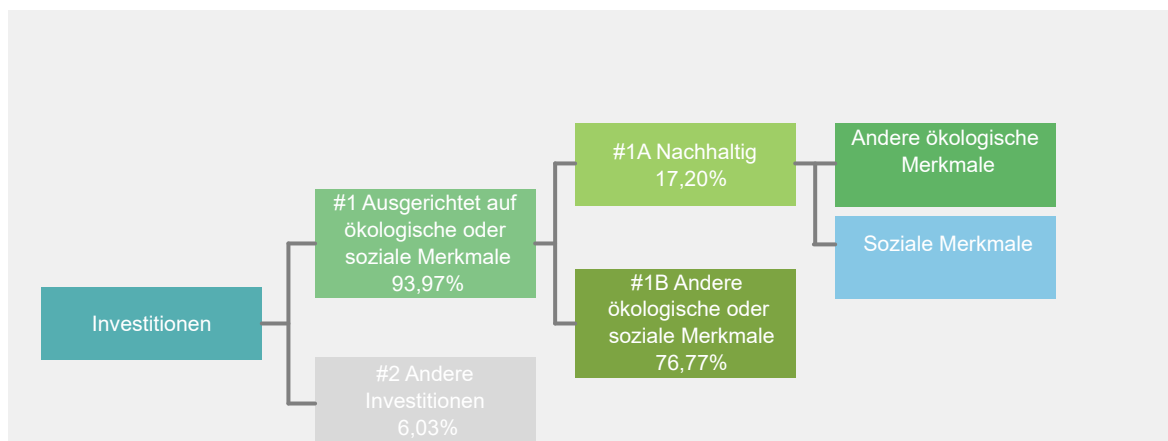 Investitionen
#1 Ausgerichtet auf
ökologische oder
soziale Merkmale
93,97%
#2 Andere
Investitionen
6,03%
#1A Nachhaltig
17,20%
#1B Andere
ökologische oder
soziale Merkmale
76,77%
Andere ökologische
Merkmale
Soziale Merkmale